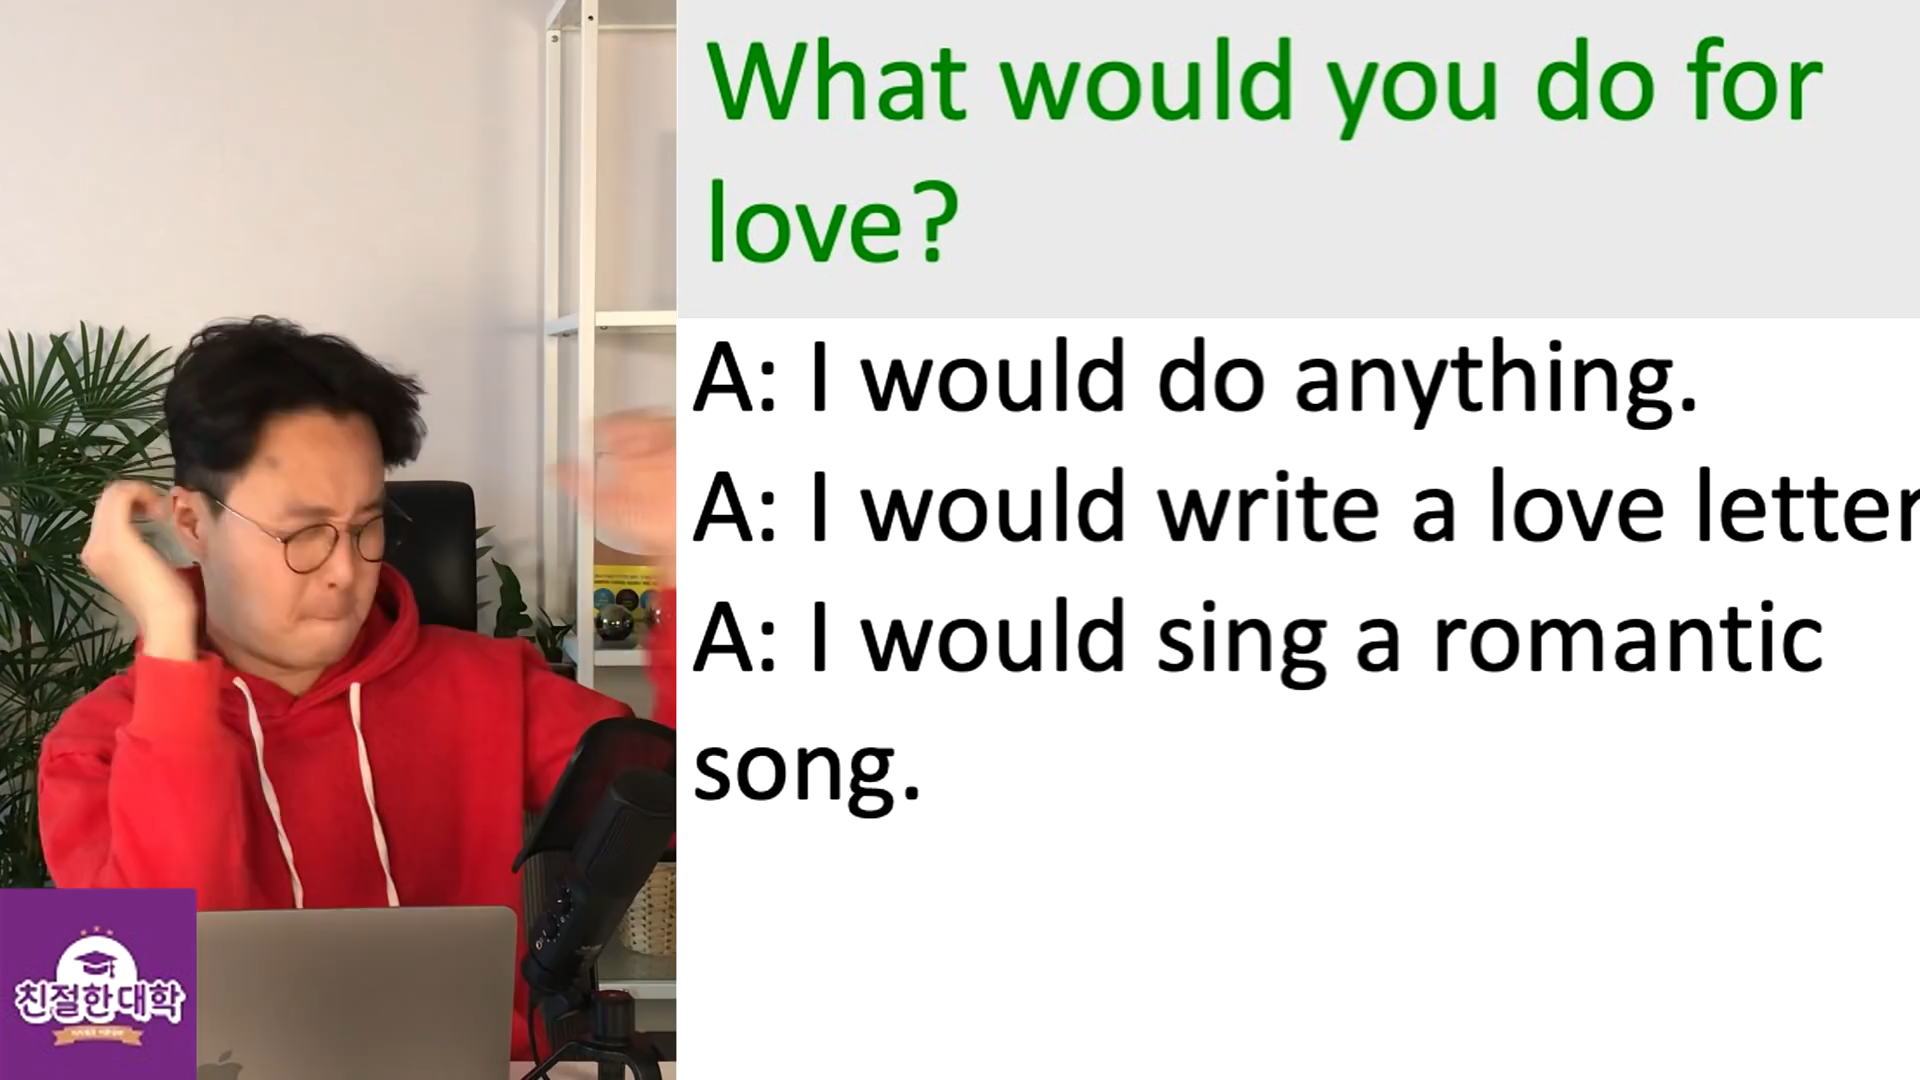 What would you do for
love?
A: I would do anything.
A: I would write a love letter
A: I would sing a romantic
song.
친절한대학